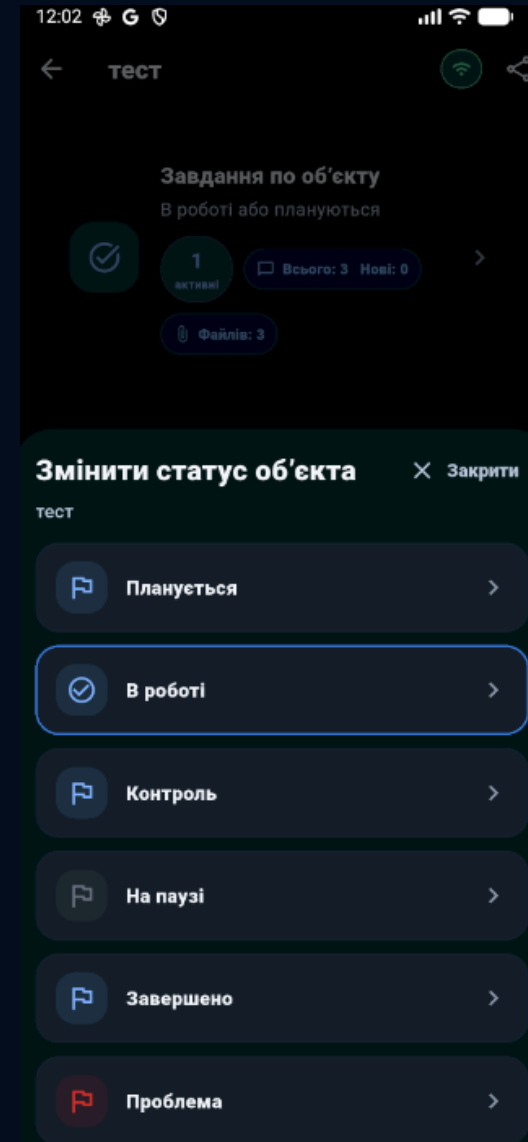 12:02 G
тест
Завдання по об’єкту
В роботі або плануються
1
активні
Всього: 3 Нові: 0
Файлів: 3
Змінити статус об’єкта
Закрити
тест
Планується
В роботі
Контроль
На паузі
Завершено
Проблема